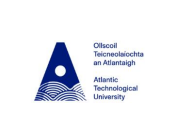 Ollscoil
Teicneolaíochta
an Atlantaigh
Atlantic
Technological
University